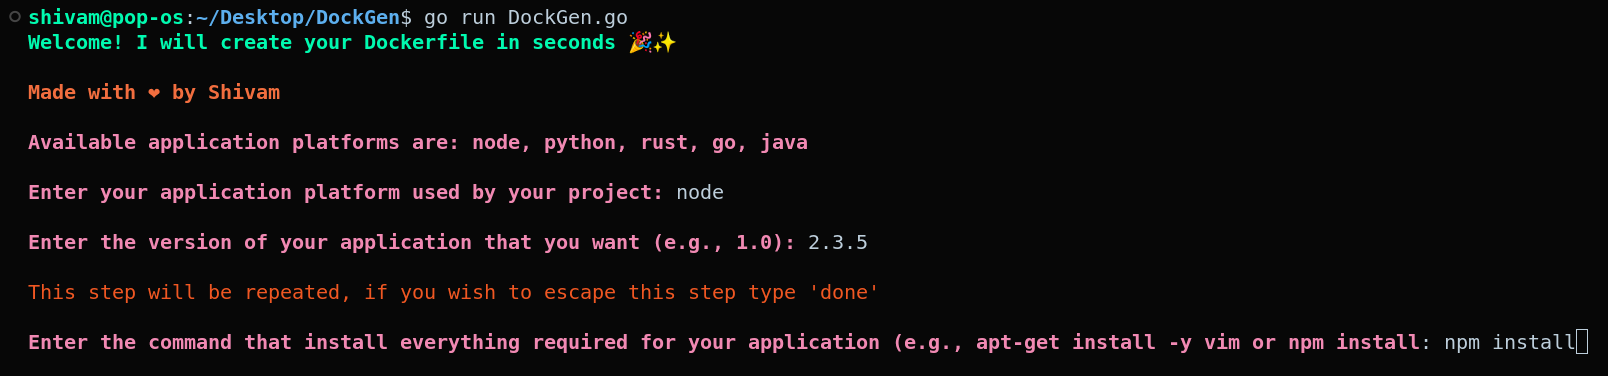 shivam@pop-os:~/Desktop/DockGen$ go run DockGen.go
Welcome! I will create your Dockerfile in seconds 🎉✨
Made with ❤ by Shivam
Available application platforms are: node, python, rust, go, java
Enter your application platform used by your project: node
Enter the version of your application that you want (e.g., 1.0): 2.3.5
This step will be repeated, if you wish to escape this step type 'done'
Enter the command that install everything required for your application (e.g., apt-get install -y vim or npm install: npm install